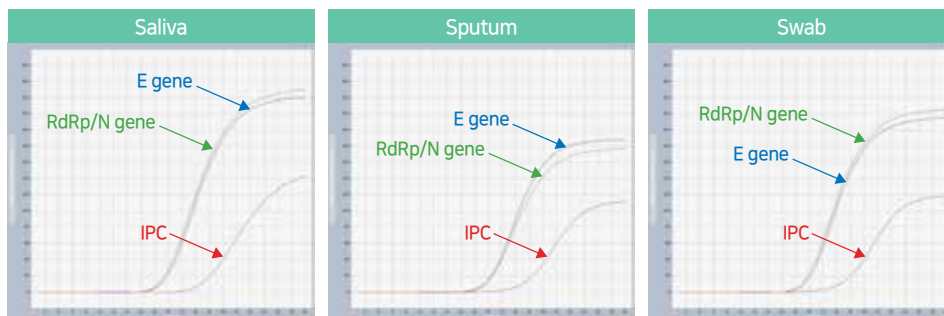 Saliva
E gene
RdRp/N gene
IPC
Sputum
E gene
RdRp/N gene
IPC
Swab
RdRp/N gene
E gene
IPC